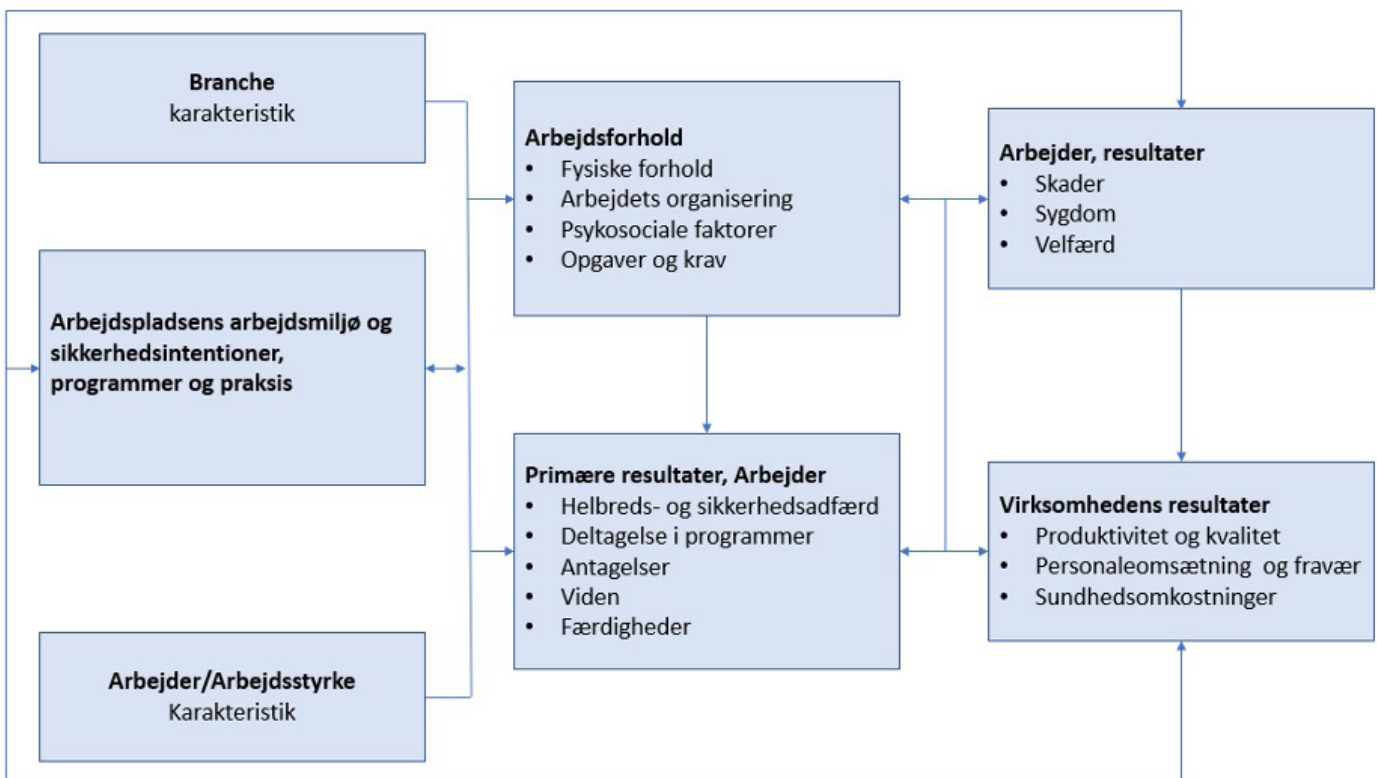 Branche
karakteristik
Arbejdspladsens arbejdsmiljø og
sikkerhedsintentioner,
programmer og praksis
Arbejder/Arbejdsstyrke
Karakteristik
Arbejdsforhold
• Fysiske forhold
• Arbejdets organisering
• Psykosociale faktorer
• Opgaver og krav
Primære resultater, Arbejder
• Helbreds- og sikkerhedsadfærd
• Deltagelse i programmer
• Antagelser
• Viden
• Færdigheder
Arbejder, resultater
• Skader
• Sygdom
• Velfærd
Virksomhedens resultater
• Produktivitet og kvalitet
• Personaleomsætning og fravær
• Sundhedsomkostninger